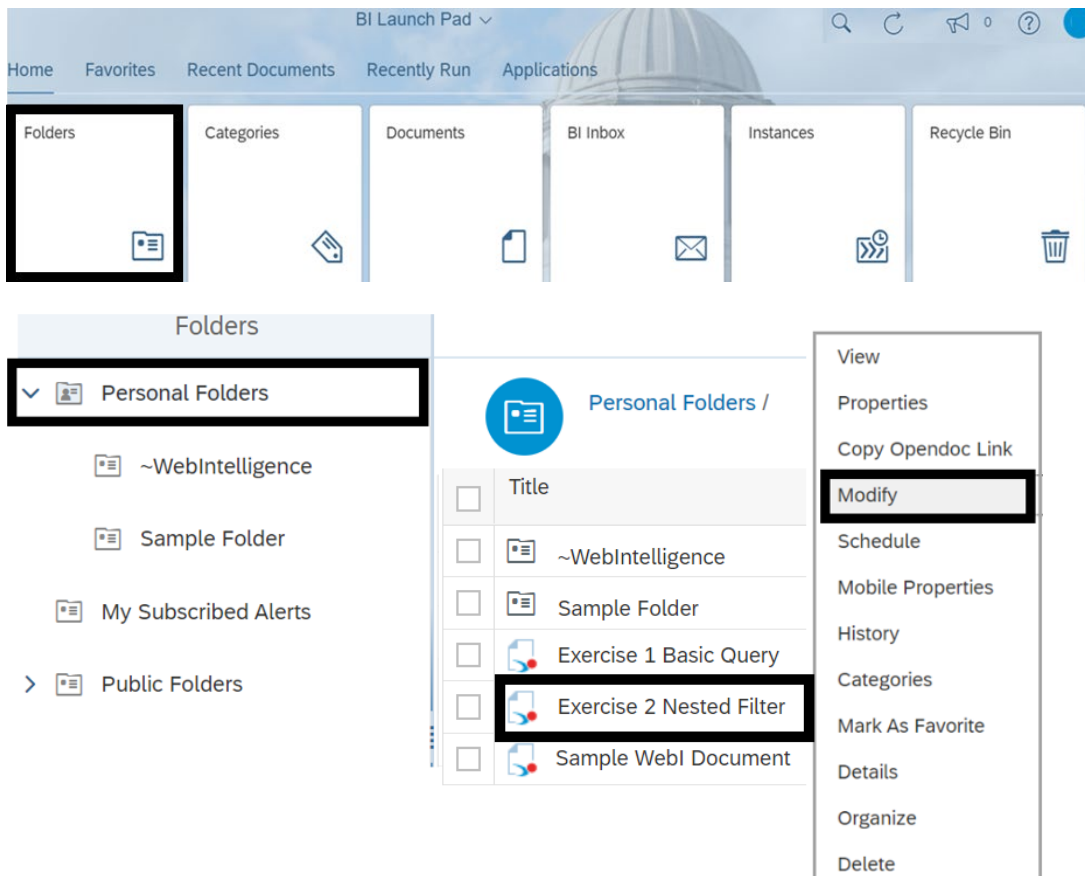 BI Launch Pad
0
Home Favorites Recent Documents Recently Run Applications
Folders
Categories
Documents
BI Inbox
Instances
Recycle Bin
Folders
Personal Folders
~WebIntelligence
Sample Folder
My Subscribed Alerts
Public Folders
Personal Folders /
Title
~WebIntelligence
Sample Folder
Exercise 1 Basic Query
Exercise 2 Nested Filter
Sample WebI Document
View
Properties
Copy Opendoc Link
Modify
Schedule
Mobile Properties
History
Categories
Mark As Favorite
Details
Organize
Delete